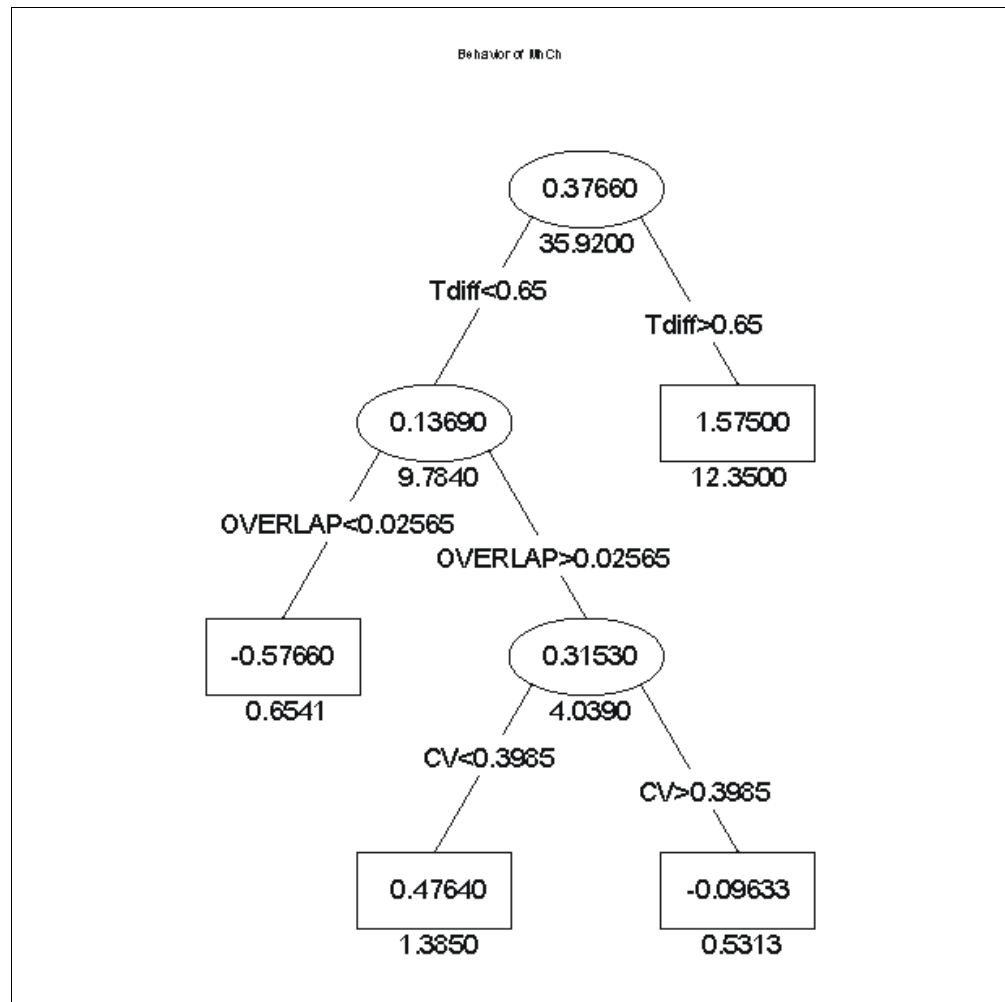 Behavior of MhCh
0.37660
35.9200
Tdiff<0.65
Tdiff>0.65
0.13690
9.7840
1.57500
12.3500
OVERLAP<0.02565
OVERLAP>0.02565
-0.57660
0.6541
0.31530
4.0390
CV<0.3985
CV>0.3985
0.47640
1.3850
-0.09633
0.5313